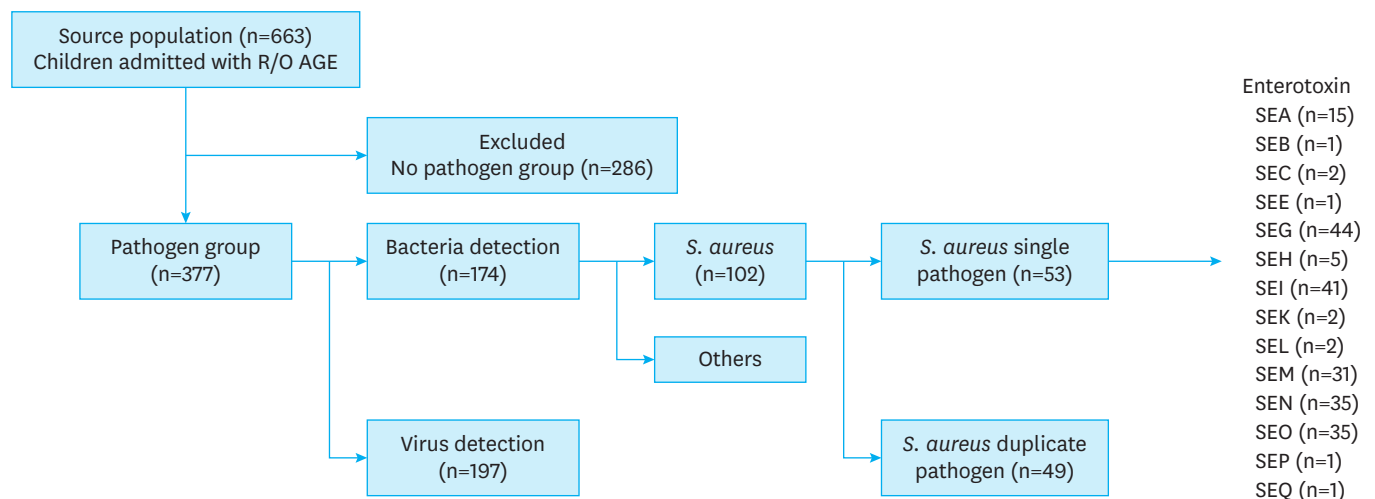 Source population (n=663)
Children admitted with R/O AGE
Excluded
No pathogen group (n=286)
Pathogen group
(n=377)
Bacteria detection
(n=174)
S. aureus
(n=102)
S. aureus single
pathogen (n=53)
Others
Virus detection
(n=197)
S. aureus duplicate
pathogen (n=49)
Enterotoxin
SEA (n=15)
SEB (n=1)
SEC (n=2)
SEE (n=1)
SEG (n=44)
SEH (n=5)
SEI (n=41)
SEK (n=2)
SEL (n=2)
SEM (n=31)
SEN (n=35)
SEO (n=35)
SEP (n=1)
SEQ (n=1)